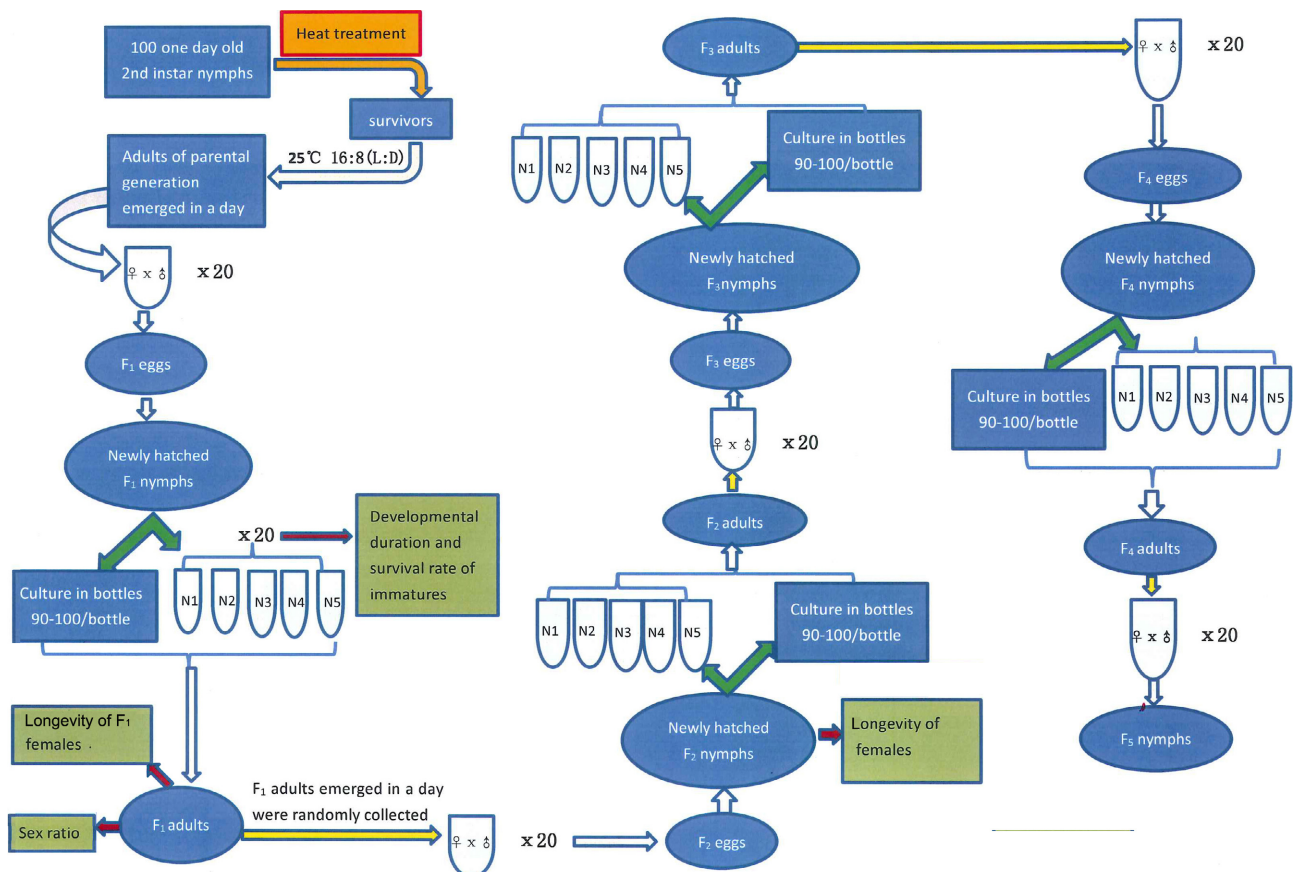 100 one day old
2nd instar nymphs
Heat treatment
survivors
25℃ 16:8(L:D)
Adults of parental
generation
emerged in a day
♀ x ♂
x 20
F₁ eggs
Newly hatched
F₁ nymphs
x 20
Developmental
duration and
survival rate of
immatures
Culture in bottles
90-100/bottle
N1
N2
N3
N4
N5
Longevity of F₁
females .
Sex ratio
F₁ adults
F₁ adults emerged in a day
were randomly collected
♀ x ♂
x 20
F₂ eggs
Newly hatched
F₂ nymphs
Longevity of
females
N1
N2
N3
N4
N5
Culture in bottles
90-100/bottle
F₂ adults
♀ x ♂
x 20
F₃ eggs
Newly hatched
F₃nymphs
N1
N2
N3
N4
N5
Culture in bottles
90-100/bottle
F₃ adults
♀ x ♂
x 20
F₄ eggs
Newly hatched
F₄ nymphs
Culture in bottles
90-100/bottle
N1
N2
N3
N4
N5
F₄ adults
♀ x ♂
x 20
F₅ nymphs